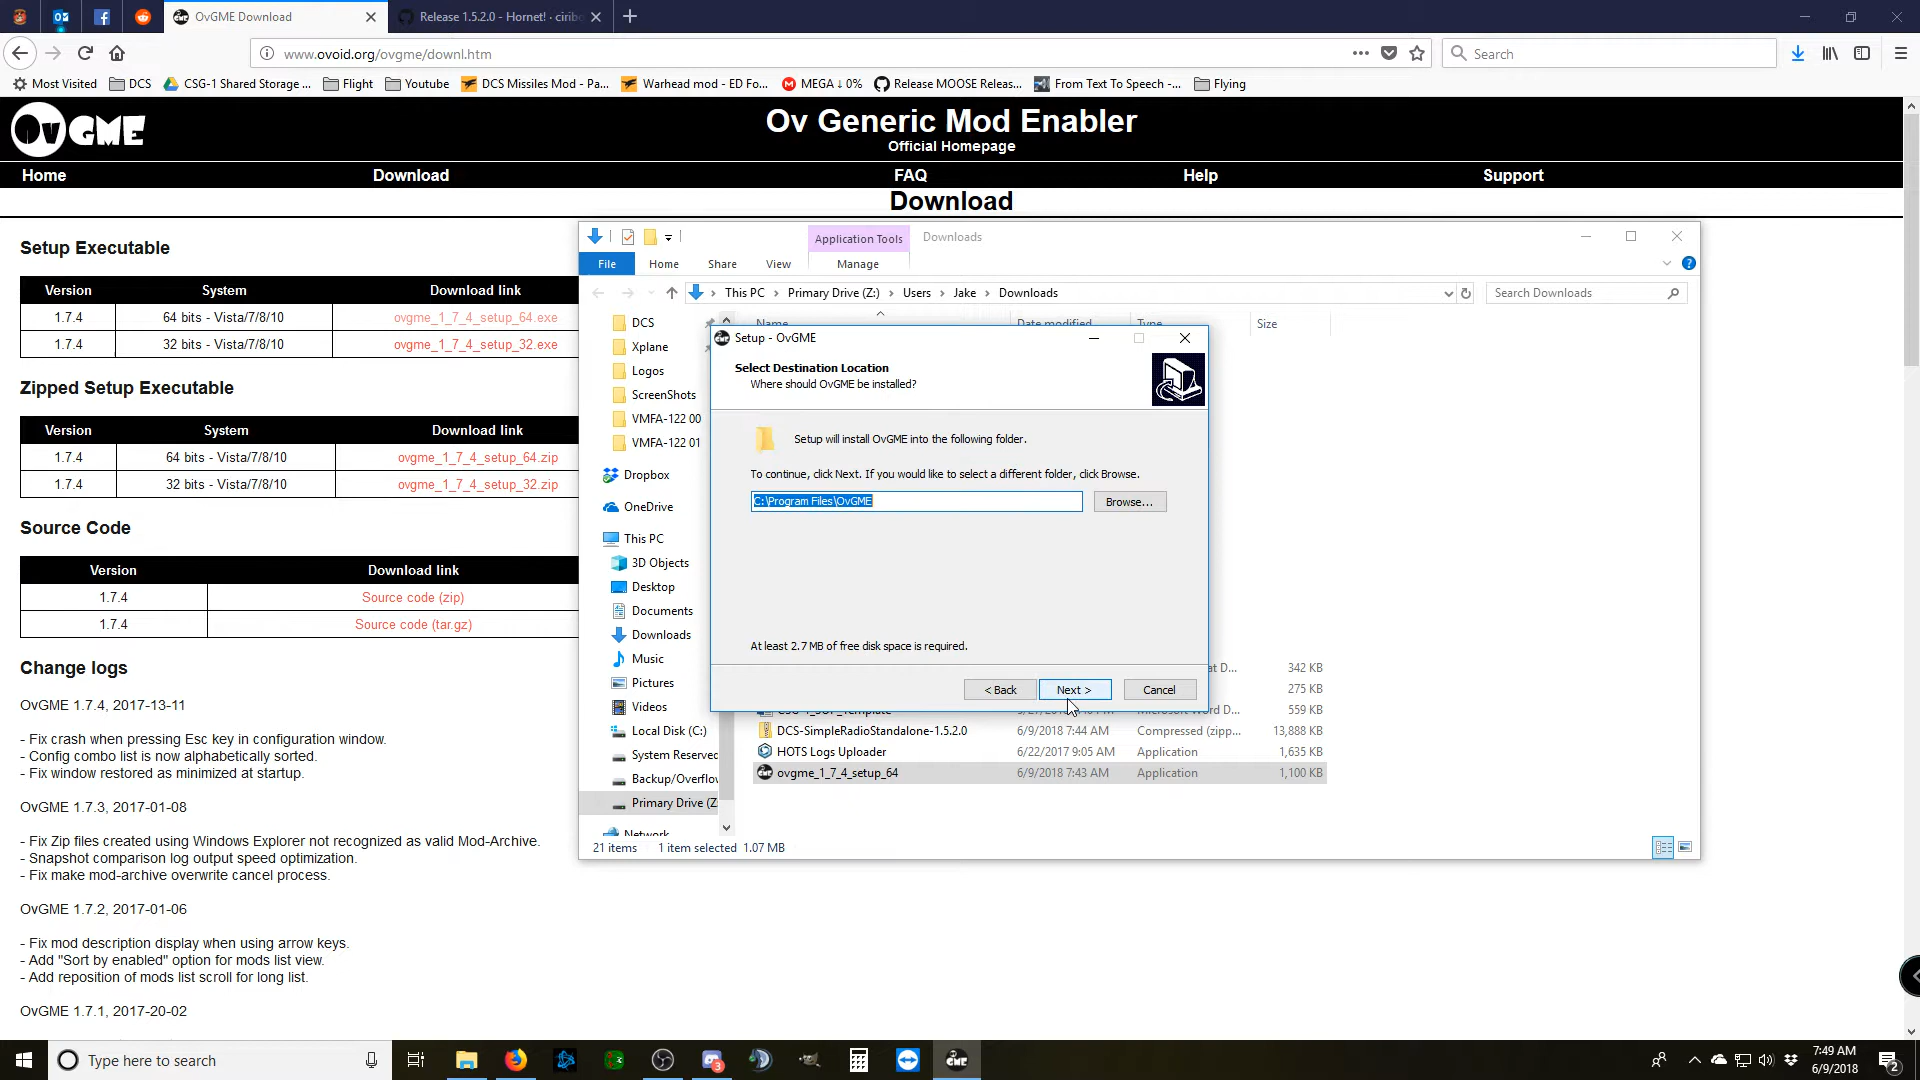 OvGME Download
Release 1.5.2.0 - Hornet! · cirib
www.ovoid.org/ovgme/downl.htm
Search
Most Visited
DCS
CSG-1 Shared Storage ...
Flight
Youtube
DCS Missiles Mod - Pa...
Warhead mod - ED Fo...
MEGA ↓ 0%
Release MOOSE Releas...
From Text To Speech -...
Flying
OvGME
Ov Generic Mod Enabler
Official Homepage
Home
Download
FAQ
Help
Support
Download
Setup Executable
Version System Download link
1.7.4 64 bits - Vista/7/8/10 ovgme_1_7_4_setup_64.exe
1.7.4 32 bits - Vista/7/8/10 ovgme_1_7_4_setup_32.exe
Zipped Setup Executable
Version System Download link
1.7.4 64 bits - Vista/7/8/10 ovgme_1_7_4_setup_64.zip
1.7.4 32 bits - Vista/7/8/10 ovgme_1_7_4_setup_32.zip
Source Code
Version Download link
1.7.4 Source code (zip)
1.7.4 Source code (tar.gz)
Change logs
OvGME 1.7.4, 2017-13-11
- Fix crash when pressing Esc key in configuration window.
- Config combo list is now alphabetically sorted.
- Fix window restored as minimized at startup.
OvGME 1.7.3, 2017-01-08
- Fix Zip files created using Windows Explorer not recognized as valid Mod-Archive.
- Snapshot comparison log output speed optimization.
- Fix make mod-archive overwrite cancel process.
OvGME 1.7.2, 2017-01-06
- Fix mod description display when using arrow keys.
- Add "Sort by enabled" option for mods list view.
- Add reposition of mods list scroll for long list.
OvGME 1.7.1, 2017-20-02
Application Tools
Downloads
File
Home
Share
View
Manage
This PC > Primary Drive (Z:) > Users > Jake > Downloads
Search Downloads
Name Date modified Type Size
DCS
Xplane
Logos
ScreenShots
VMFA-122 00
VMFA-122 01
Dropbox
OneDrive
This PC
3D Objects
Desktop
Documents
Downloads
Music
Pictures
Videos
Local Disk (C:)
System Reserved
Backup/Overflow
Primary Drive (Z
Network
Setup - OvGME
Select Destination Location
Where should OvGME be installed?
Setup will install OvGME into the following folder.
To continue, click Next. If you would like to select a different folder, click Browse.
C:\Program Files\OvGME
Browse...
At least 2.7 MB of free disk space is required.
< Back
Next >
Cancel
at D... 342 KB
275 KB
559 KB
DCS-SimpleRadioStandalone-1.5.2.0 6/9/2018 7:44 AM Compressed (zipp... 13,888 KB
HOTS Logs Uploader 6/22/2017 9:05 AM Application 1,635 KB
ovgme_1_7_4_setup_64 6/9/2018 7:43 AM Application 1,100 KB
21 items 1 item selected 1.07 MB
Type here to search
3
7:49 AM
6/9/2018
2